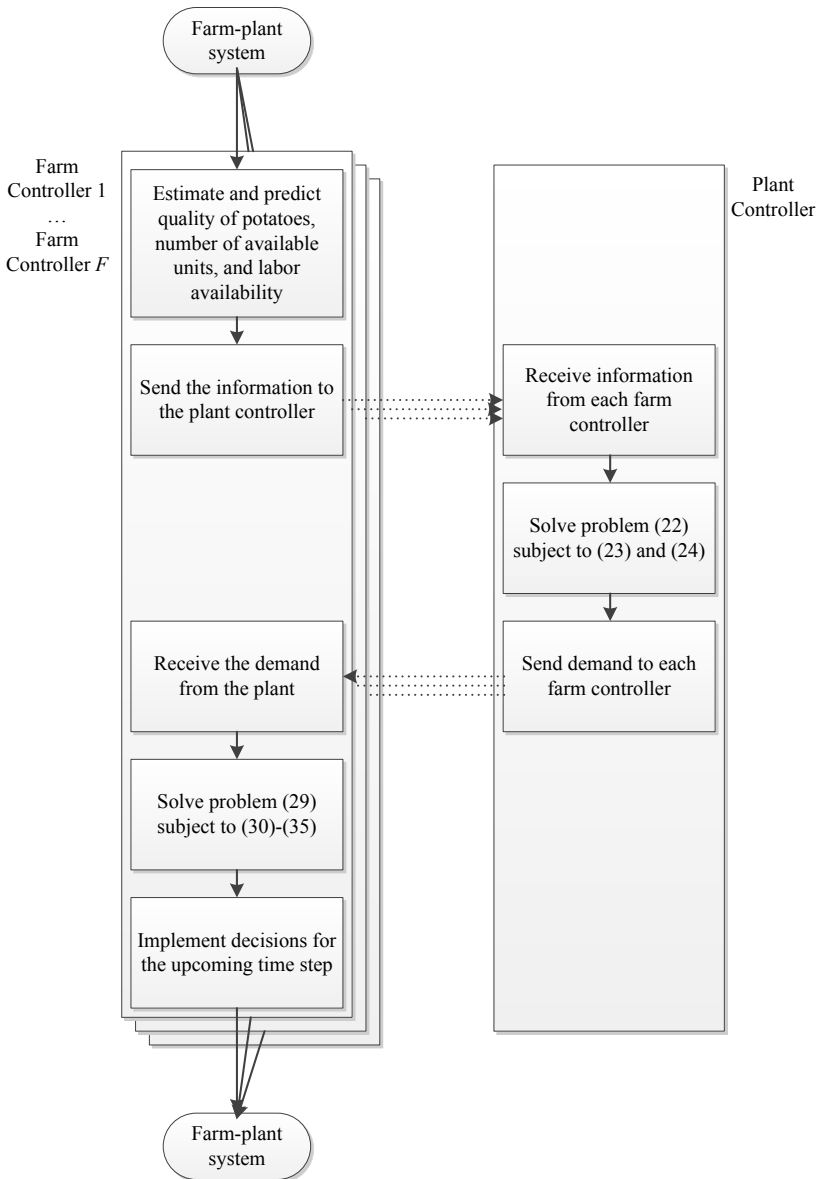 Farm-plant
system
Farm
Controller 1
…
Farm
Controller F
Plant
Controller
Estimate and predict
quality of potatoes,
number of available
units, and labor
availability
Send the information to
the plant controller
Receive information
from each farm
controller
Solve problem (22)
subject to (23) and (24)
Send demand to each
farm controller
Receive the demand
from the plant
Solve problem (29)
subject to (30)-(35)
Implement decisions for
the upcoming time step
Farm-plant
system